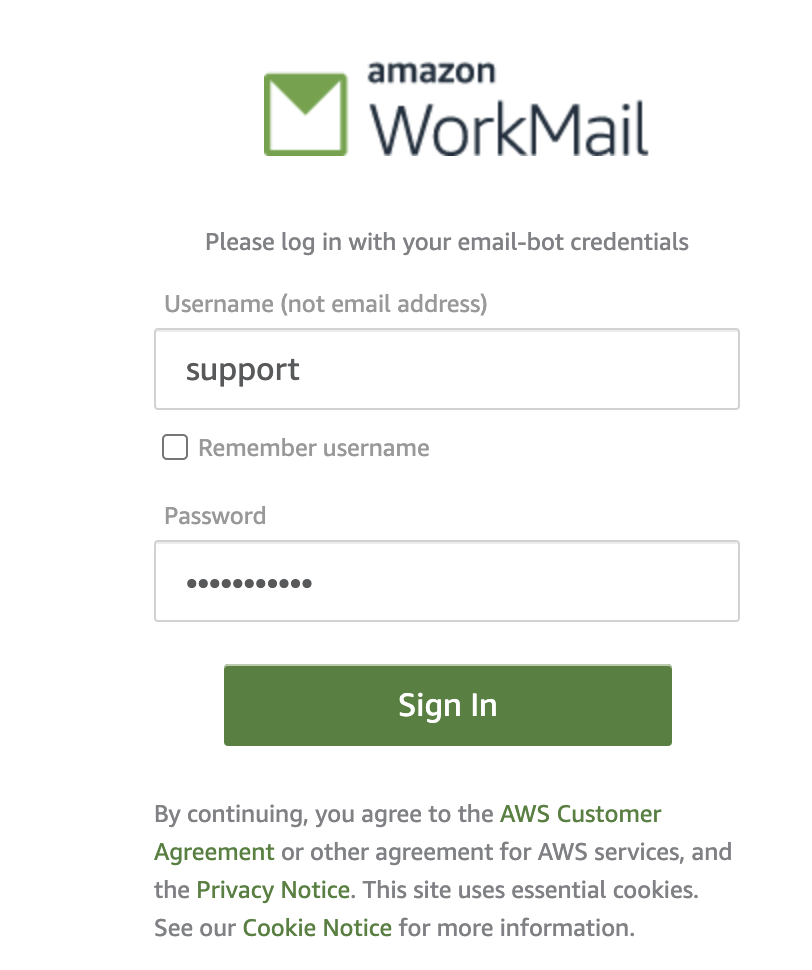 amazon
WorkMail
Please log in with your email-bot credentials
Username (not email address)
support
Remember username
Password
•••••••••••
Sign In
By continuing, you agree to the AWS Customer
Agreement or other agreement for AWS services, and
the Privacy Notice. This site uses essential cookies.
See our Cookie Notice for more information.